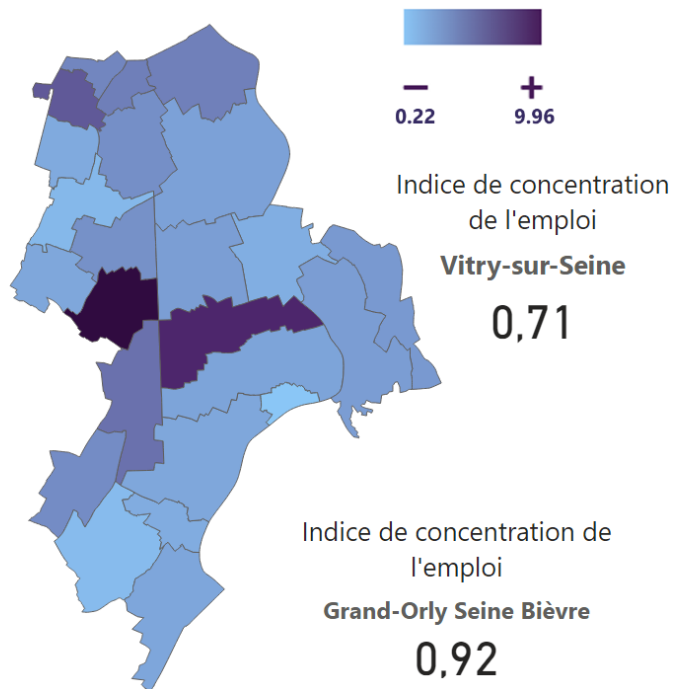 − +
0.22 9.96
Indice de concentration
de l'emploi
Vitry-sur-Seine
0,71
Indice de concentration de
l'emploi
Grand-Orly Seine Bièvre
0,92